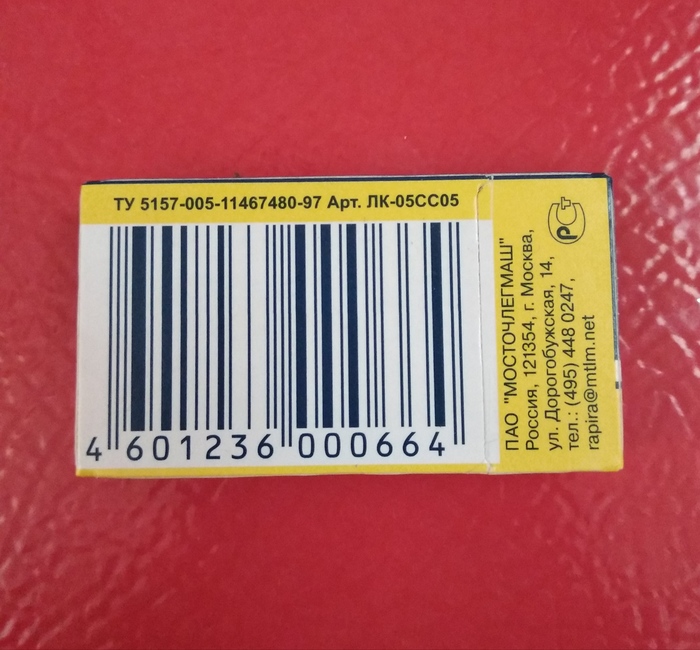 ТУ 5157-005-11467480-97 Арт. ЛК-05СС05
4 601236 000664
ПАО "МОСТОЧЛЕГМАШ"
Россия, 121354, г. Москва,
ул. Дорогобужская, 14,
тел.: (495) 448 0247,
rapira@mtlm.net
РСТ